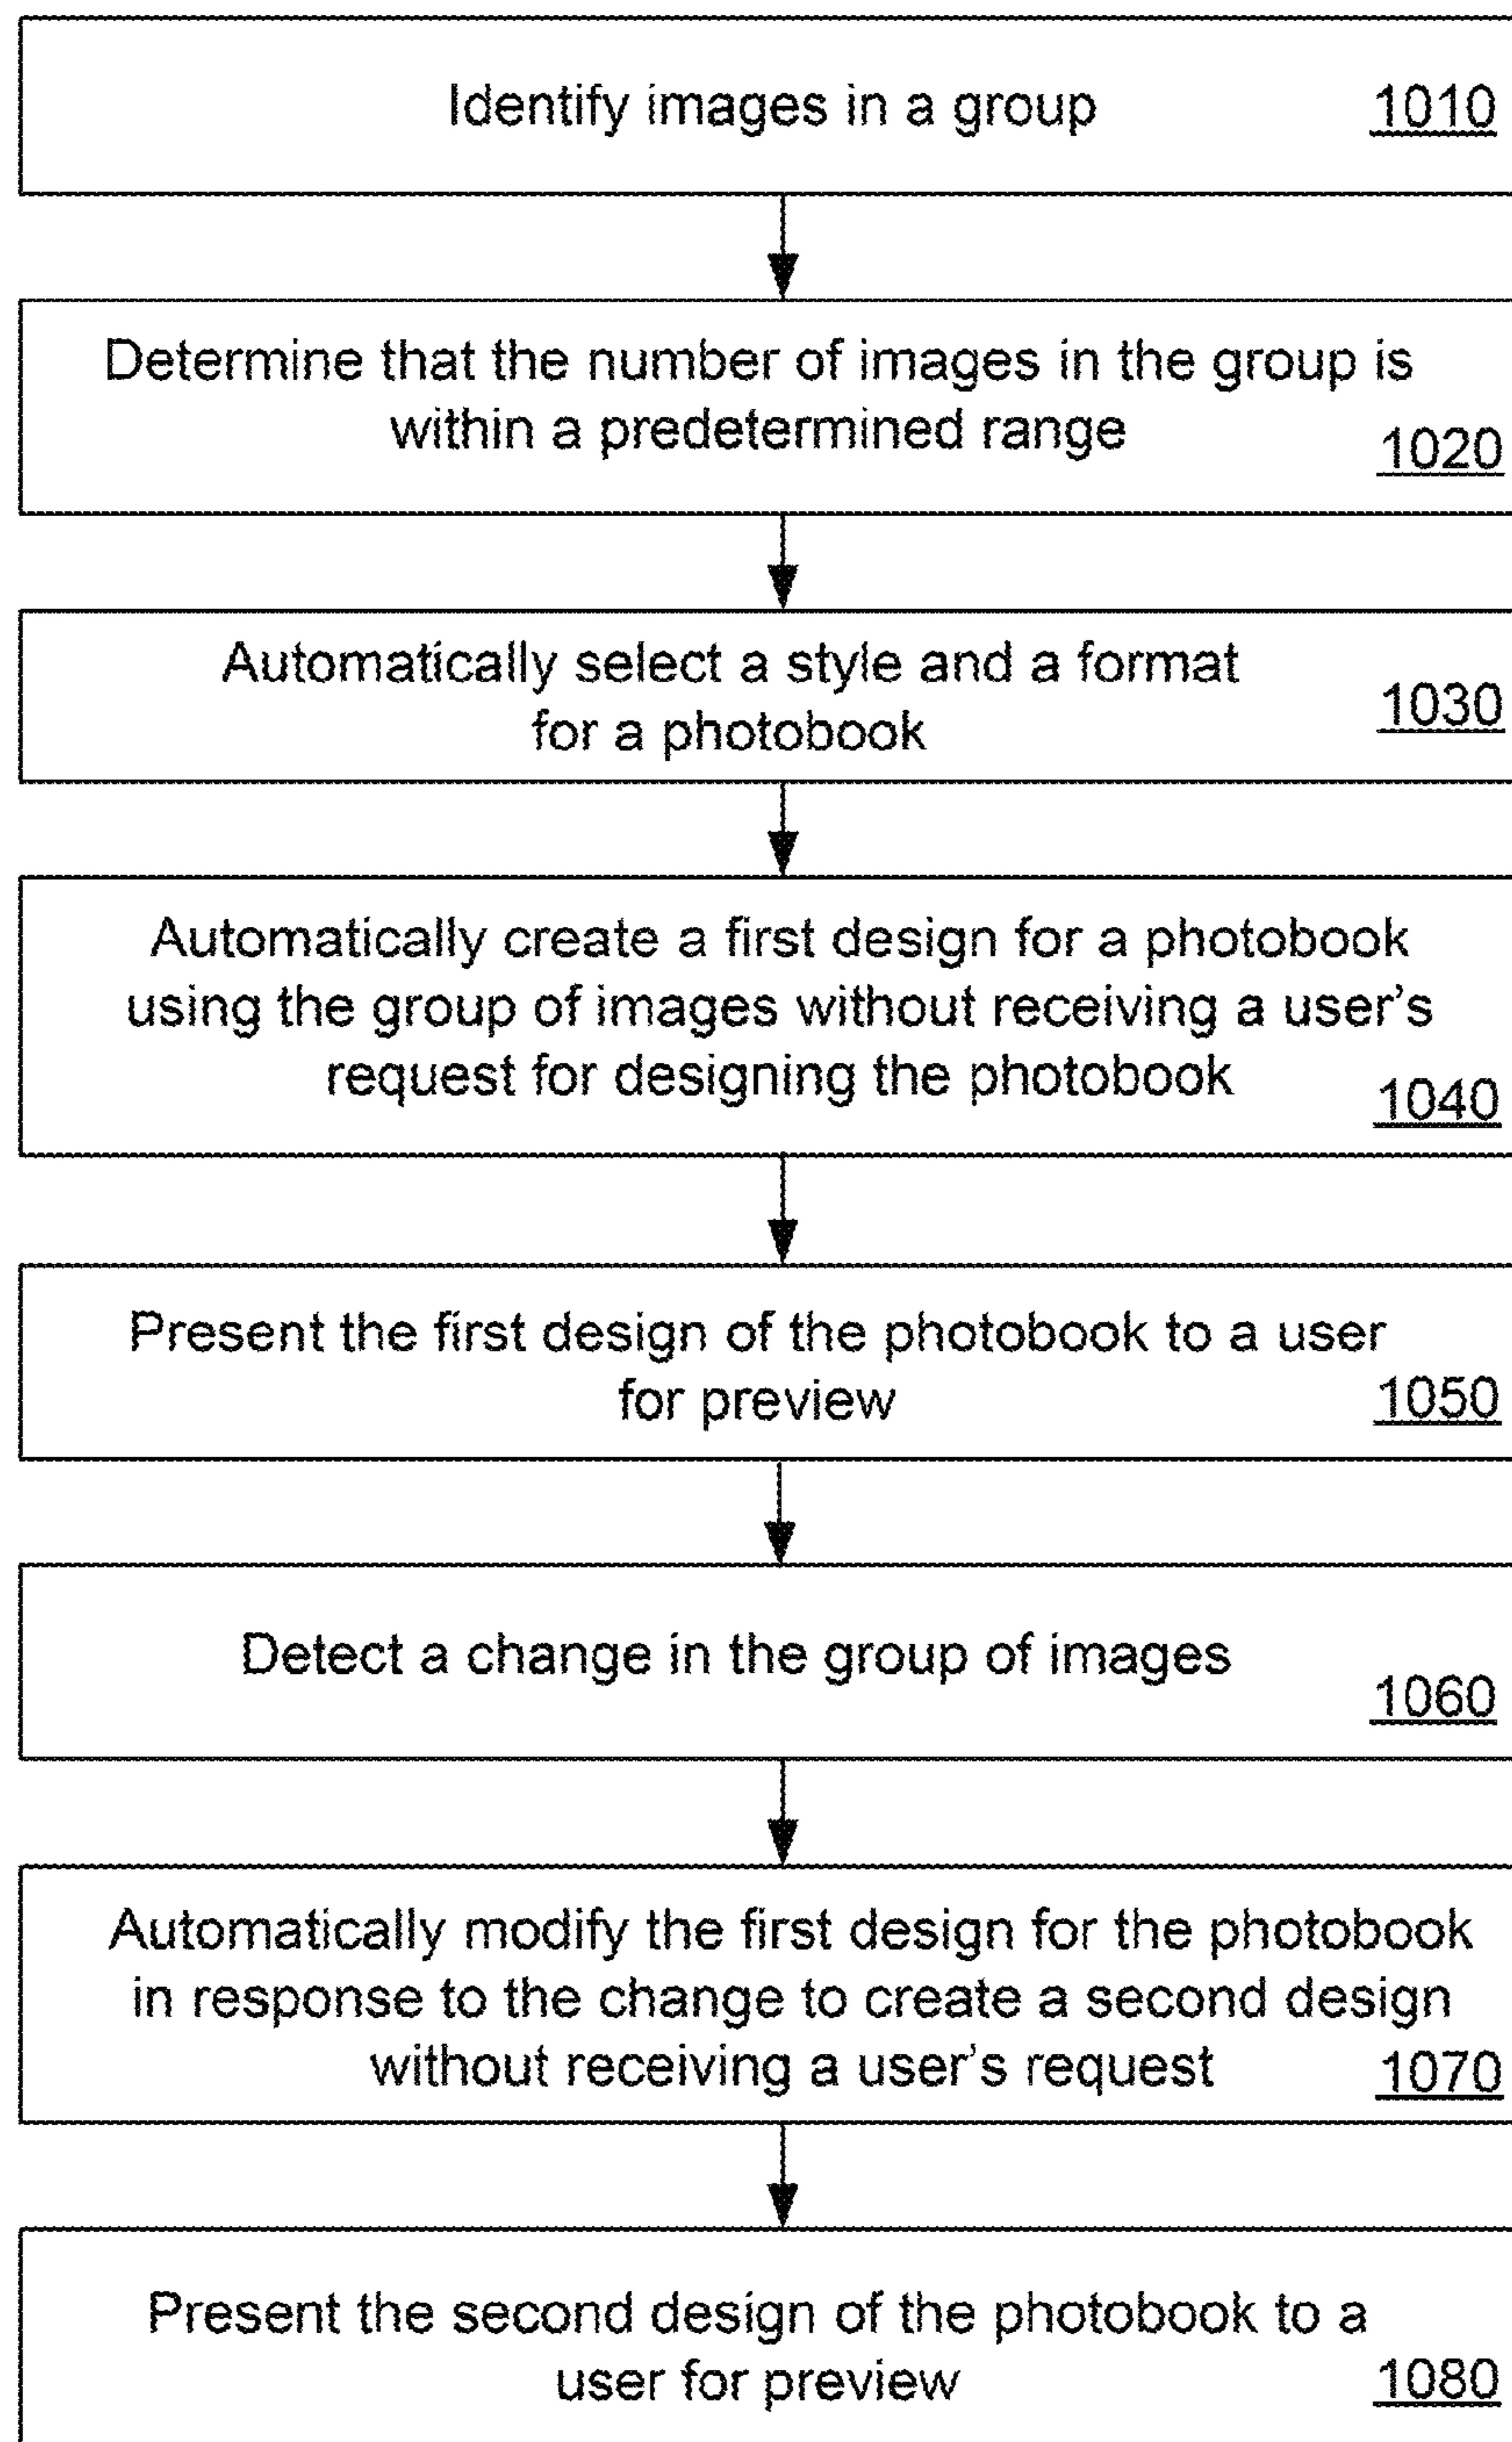 Identify images in a group 1010
Determine that the number of images in the group is
within a predetermined range
1020
Automatically select a style and a format
for a photobook
1030
Automatically create a first design for a photobook
using the group of images without receiving a user's
request for designing the photobook
1040
Present the first design of the photobook to a user
for preview 1050
Detect a change in the group of images
1060
Automatically modify the first design for the photobook
in response to the change to create a second design
without receiving a user's request 1070
Present the second design of the photobook to a
user for preview 1080